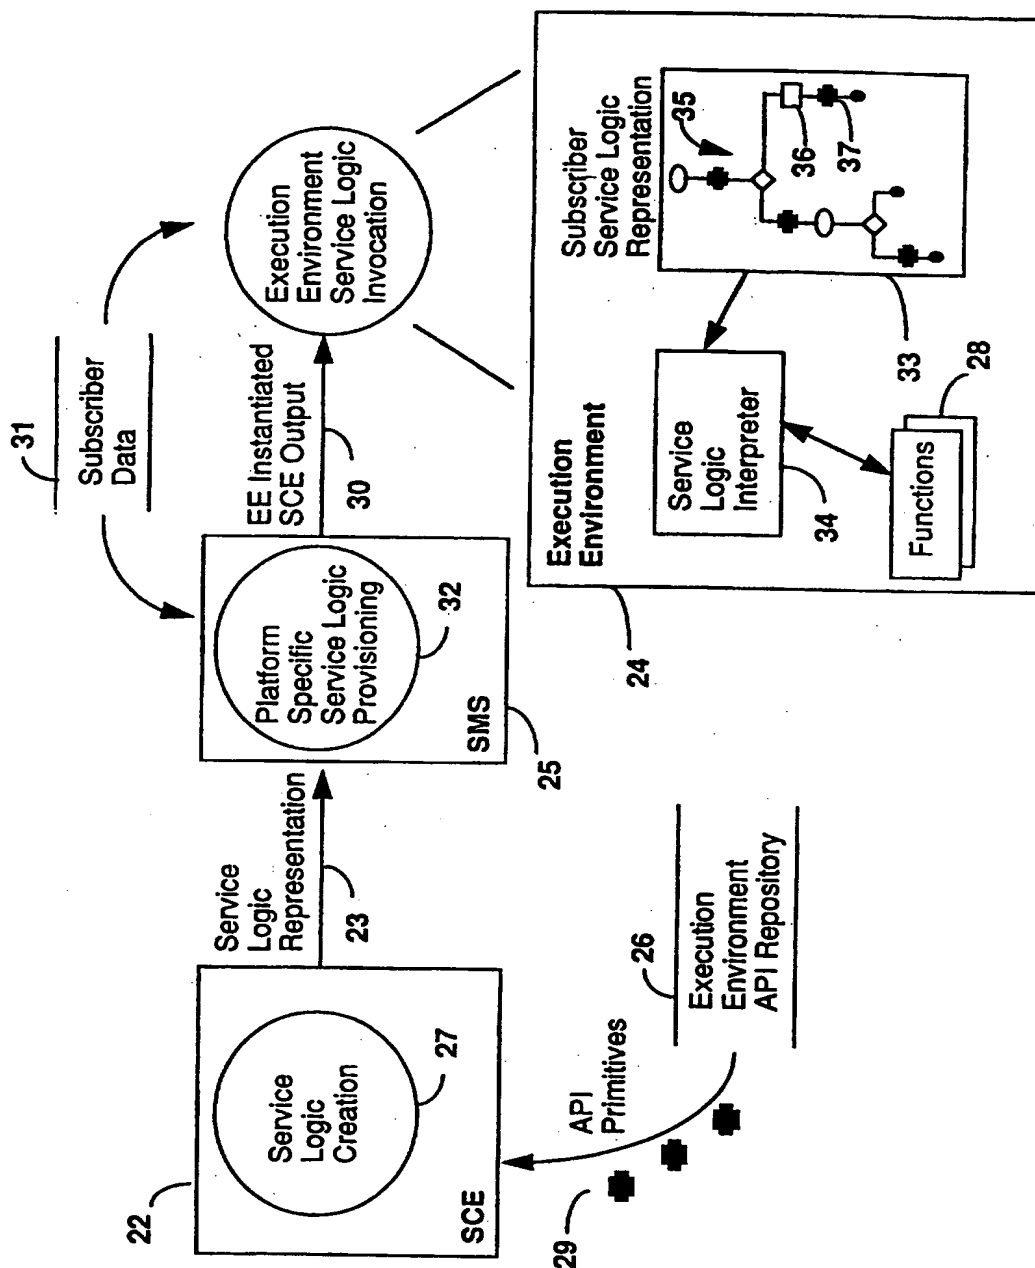 22
SCE
Service
Logic
Creation
27
Service
Logic
Representation
23
SMS
25
Platform
Specific
Service Logic
Provisioning
32
31
Subscriber
Data
EE Instantiated
SCE Output
30
Execution
Environment
Service Logic
Invocation
29
API
Primitives
26
Execution
Environment
API Repository
24
Execution
Environment
Service
Logic
Interpreter
34
Functions
28
33
Subscriber
Service Logic
Representation
35
36
37